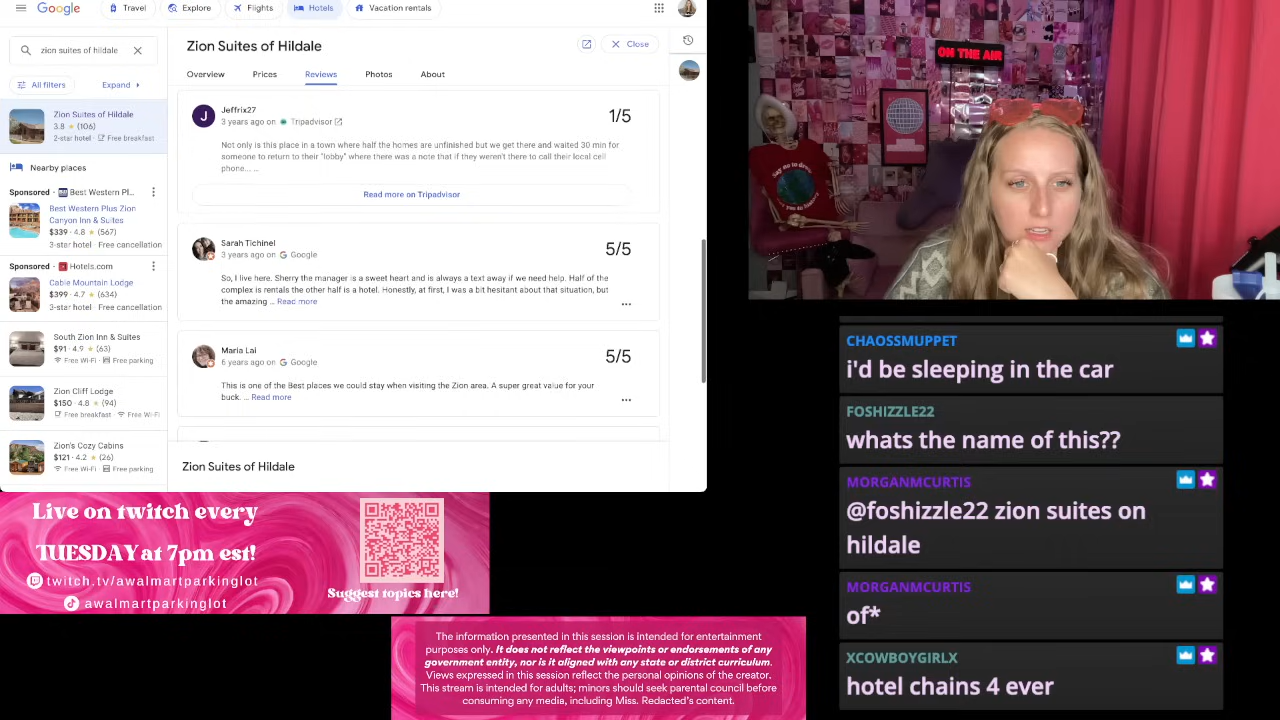 Google
Travel
Explore
Flights
Hotels
Vacation rentals
zion suites of hildale
All filters
Expand
Zion Suites of Hildale
3.8 ★ (106)
2-star hotel Free breakfast
Nearby places
Sponsored · Best Western Pl...
Best Western Plus Zion
Canyon Inn & Suites
$339 · 4.8 ★ (567)
3-star hotel · Free cancellation
Sponsored · Hotels.com
Cable Mountain Lodge
$399 · 4.7 ★ (634)
3-star hotel · Free cancellation
South Zion Inn & Suites
$91 · 4.9 ★ (63)
Free Wi-Fi · Free parking
Zion Cliff Lodge
$150 · 4.8 ★ (94)
Free breakfast · Free Wi-Fi
Zion's Cozy Cabins
$121 · 4.2 ★ (26)
Free Wi-Fi · Free parking
Zion Suites of Hildale
Close
Overview
Prices
Reviews
Photos
About
J
Jeffrix27
3 years ago on Tripadvisor
1/5
Not only is this place in a town where half the homes are unfinished but we get there and waited 30 min for
someone to return to their "lobby" where there was a note that if they weren't there to call their local cell
phone... ...
Read more on Tripadvisor
Sarah Tichinel
3 years ago on Google
5/5
So, I live here. Sherry the manager is a sweet heart and is always a text away if we need help. Half of the
complex is rentals the other half is a hotel. Honestly, at first, I was a bit hesitant about that situation, but
the amazing ... Read more
Maria Lai
6 years ago on Google
5/5
This is one of the Best places we could stay when visiting the Zion area. A super great value for your
buck. ... Read more
Zion Suites of Hildale
ON THE AIR
CHAOSSMUPPET
i'd be sleeping in the car
FOSHIZZLE22
whats the name of this??
MORGANMCURTIS
@foshizzle22 zion suites on
hildale
MORGANMCURTIS
of*
XCOWBOYGIRLX
hotel chains 4 ever
Live on twitch every
TUESDAY at 7pm est!
twitch.tv/awalmartparkinglot
awalmartparkinglot
Suggest topics here!
The information presented in this session is intended for entertainment
purposes only. It does not reflect the viewpoints or endorsements of any
government entity, nor is it aligned with any state or district curriculum.
Views expressed in this session reflect the personal opinions of the creator.
This stream is intended for adults; minors should seek parental council before
consuming any media, including Miss. Redacted's content.